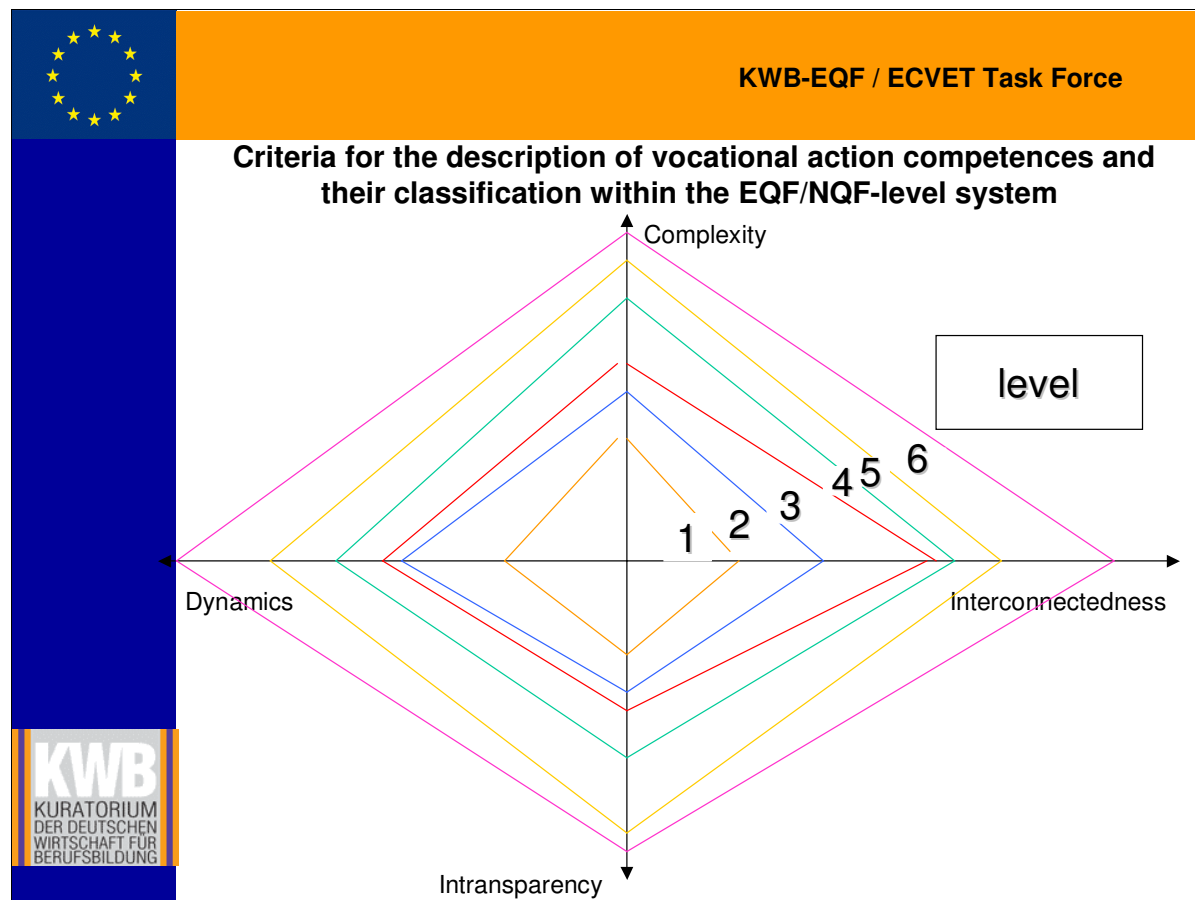 KWB-EQF / ECVET Task Force
Criteria for the description of vocational action competences and
their classification within the EQF/NQF-level system
Complexity
level
6
5
4
3
2
1
Dynamics
Interconnectedness
KWB
KURATORIUM
DER DEUTSCHEN
WIRTSCHAFT FÜR
BERUFSBILDUNG
Intransparency